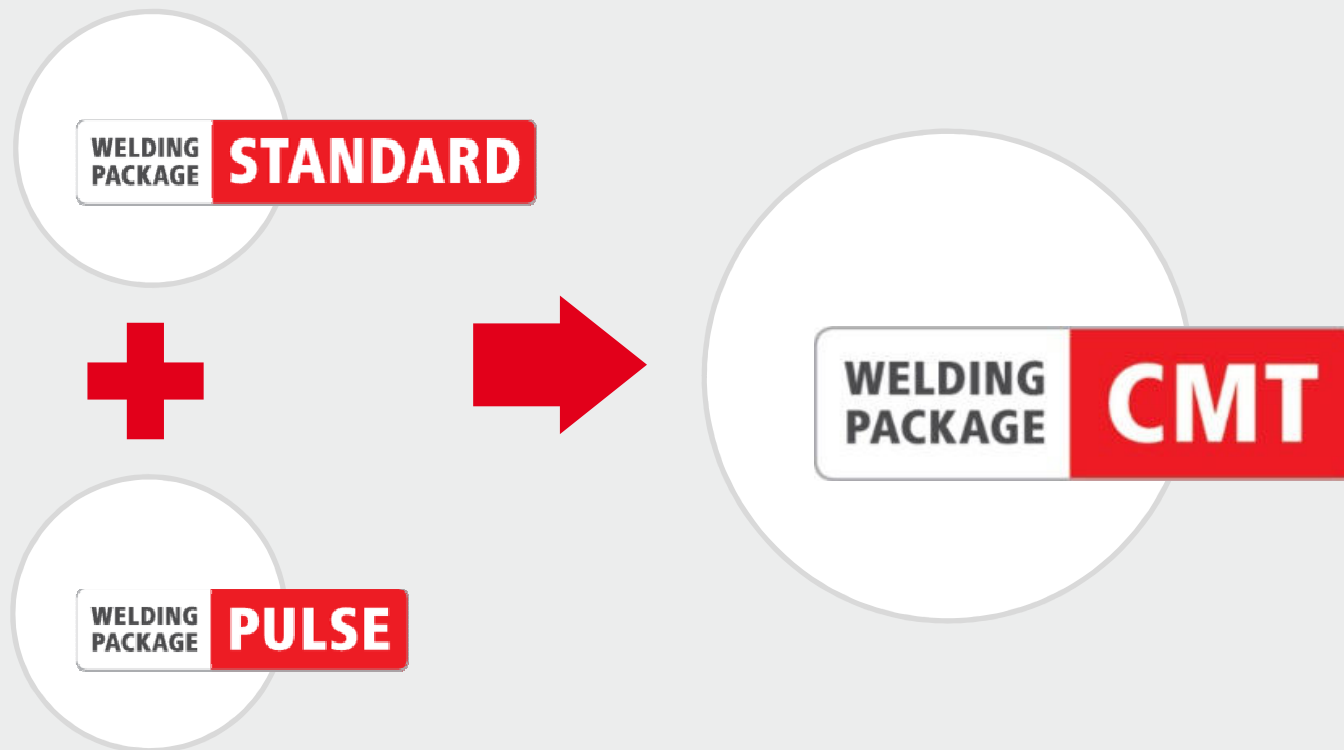 WELDING
PACKAGE
STANDARD
WELDING
PACKAGE
PULSE
WELDING
PACKAGE
CMT